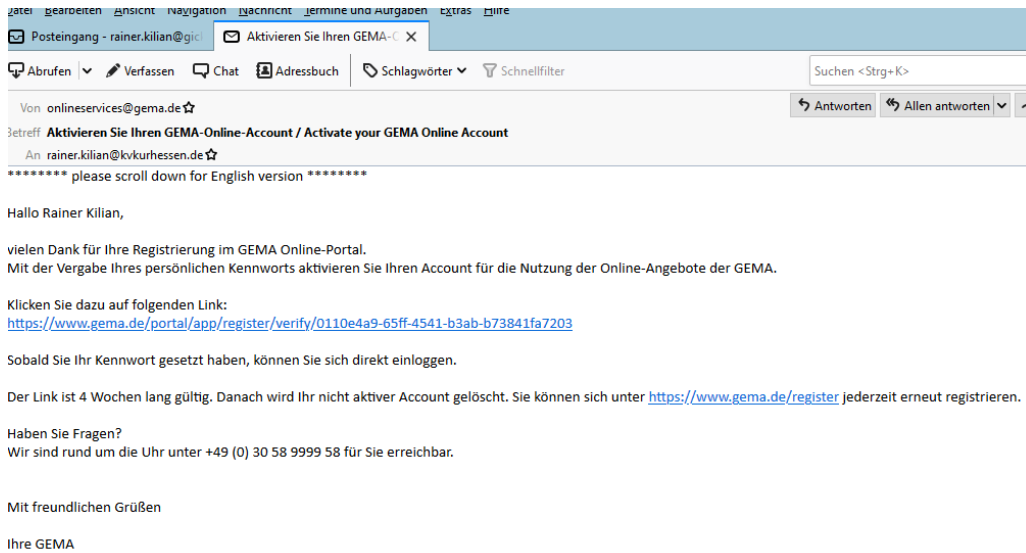 Datei Bearbeiten Ansicht Navigation Nachricht Termine und Aufgaben Extras Hilfe
Posteingang - rainer.kilian@gic
Aktivieren Sie Ihren GEMA-
Abrufen Verfassen Chat Adressbuch Schlagwörter Schnellfilter Suchen <Strg+K>
Von onlineservices@gema.de Antworten Allen antworten
Betreff Aktivieren Sie Ihren GEMA-Online-Account / Activate your GEMA Online Account
An rainer.kilian@kvkurhessen.de
******** please scroll down for English version ********
Hallo Rainer Kilian,
vielen Dank für Ihre Registrierung im GEMA Online-Portal.
Mit der Vergabe Ihres persönlichen Kennworts aktivieren Sie Ihren Account für die Nutzung der Online-Angebote der GEMA.
Klicken Sie dazu auf folgenden Link:
https://www.gema.de/portal/app/register/verify/0110e4a9-65ff-4541-b3ab-b73841fa7203
Sobald Sie Ihr Kennwort gesetzt haben, können Sie sich direkt einloggen.
Der Link ist 4 Wochen lang gültig. Danach wird Ihr nicht aktiver Account gelöscht. Sie können sich unter https://www.gema.de/register jederzeit erneut registrieren.
Haben Sie Fragen?
Wir sind rund um die Uhr unter +49 (0) 30 58 9999 58 für Sie erreichbar.
Mit freundlichen Grüßen
Ihre GEMA